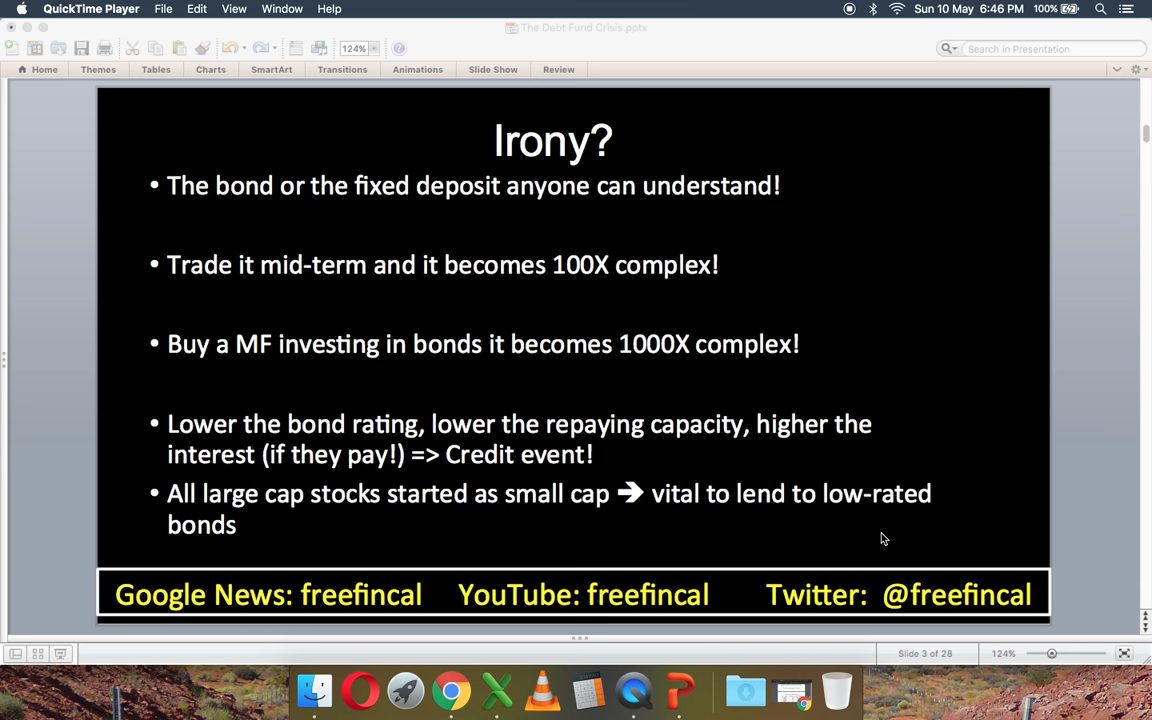 QuickTime Player File Edit View Window Help Sun 10 May 6:46 PM 100%
The Debt Fund Crisis.pptx
124% Search in Presentation
Home Themes Tables Charts SmartArt Transitions Animations Slide Show Review
Irony?
• The bond or the fixed deposit anyone can understand!
• Trade it mid-term and it becomes 100X complex!
• Buy a MF investing in bonds it becomes 1000X complex!
• Lower the bond rating, lower the repaying capacity, higher the
interest (if they pay!) => Credit event!
• All large cap stocks started as small cap ➔ vital to lend to low-rated
bonds
Google News: freefincal YouTube: freefincal Twitter: @freefincal
Slide 3 of 28 124%